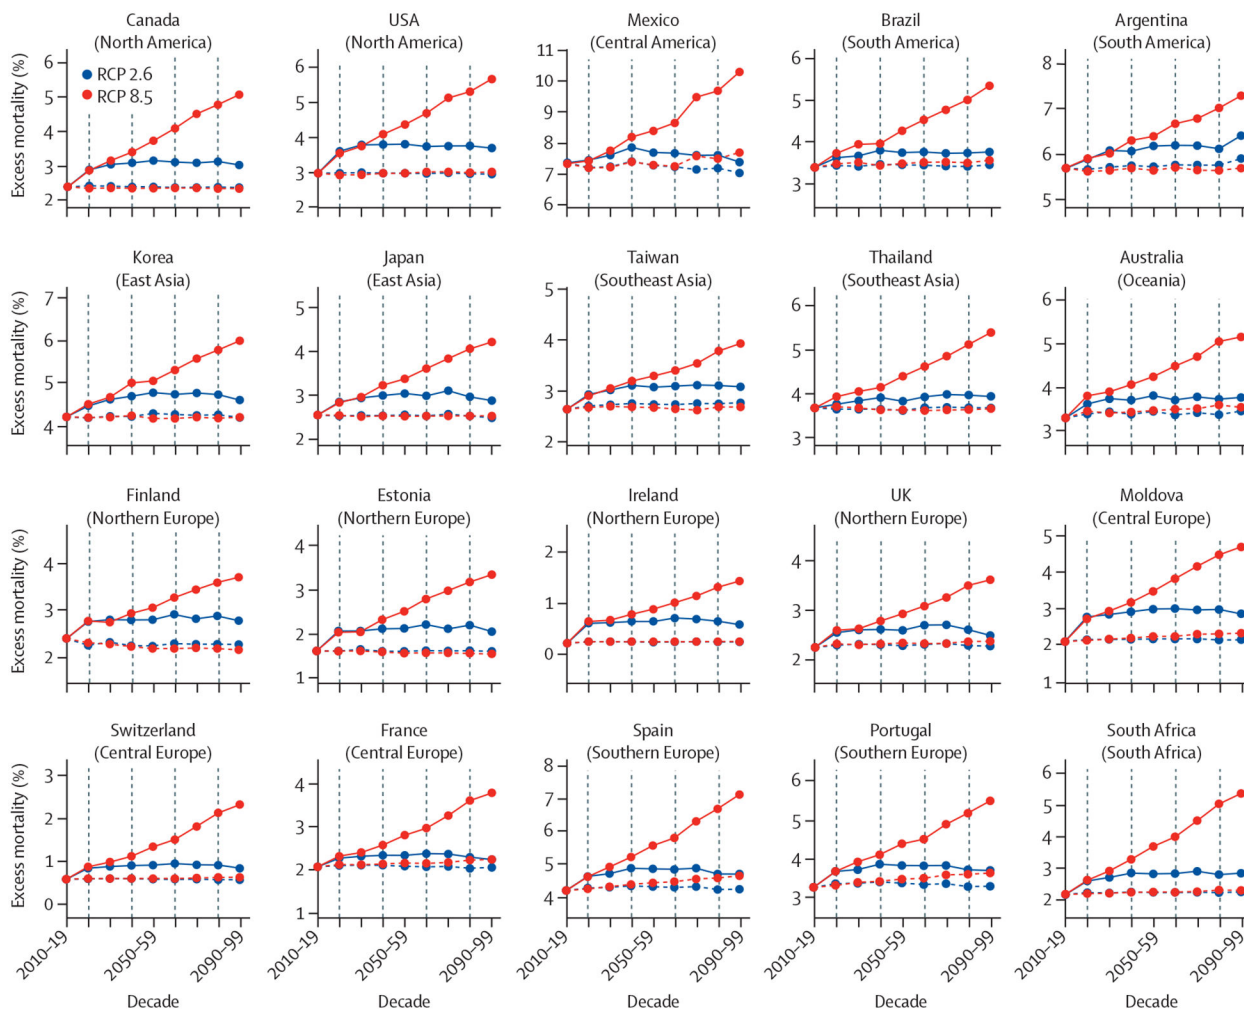 Canada
(North America)
USA
(North America)
Mexico
(Central America)
Brazil
(South America)
Argentina
(South America)
Excess mortality (%)
6
5
4
3
2
RCP 2.6
RCP 8.5
6
5
4
3
2
11
10
9
8
7
6
6
5
4
3
8
7
6
5
Korea
(East Asia)
Japan
(East Asia)
Taiwan
(Southeast Asia)
Thailand
(Southeast Asia)
Australia
(Oceania)
Excess mortality (%)
7
6
5
4
5
4
3
2
5
4
3
2
6
5
4
3
6
5
4
3
Finland
(Northern Europe)
Estonia
(Northern Europe)
Ireland
(Northern Europe)
UK
(Northern Europe)
Moldova
(Central Europe)
Excess mortality (%)
4
3
2
4
3
2
1
2
1
0
4
3
2
5
4
3
2
1
Switzerland
(Central Europe)
France
(Central Europe)
Spain
(Southern Europe)
Portugal
(Southern Europe)
South Africa
(South Africa)
Excess mortality (%)
3
2
1
0
4
3
2
1
8
7
6
5
4
6
5
4
3
6
5
4
3
2
2010–19
2050–59
2090–99
2010–19
2050–59
2090–99
2010–19
2050–59
2090–99
2010–19
2050–59
2090–99
2010–19
2050–59
2090–99
Decade
Decade
Decade
Decade
Decade